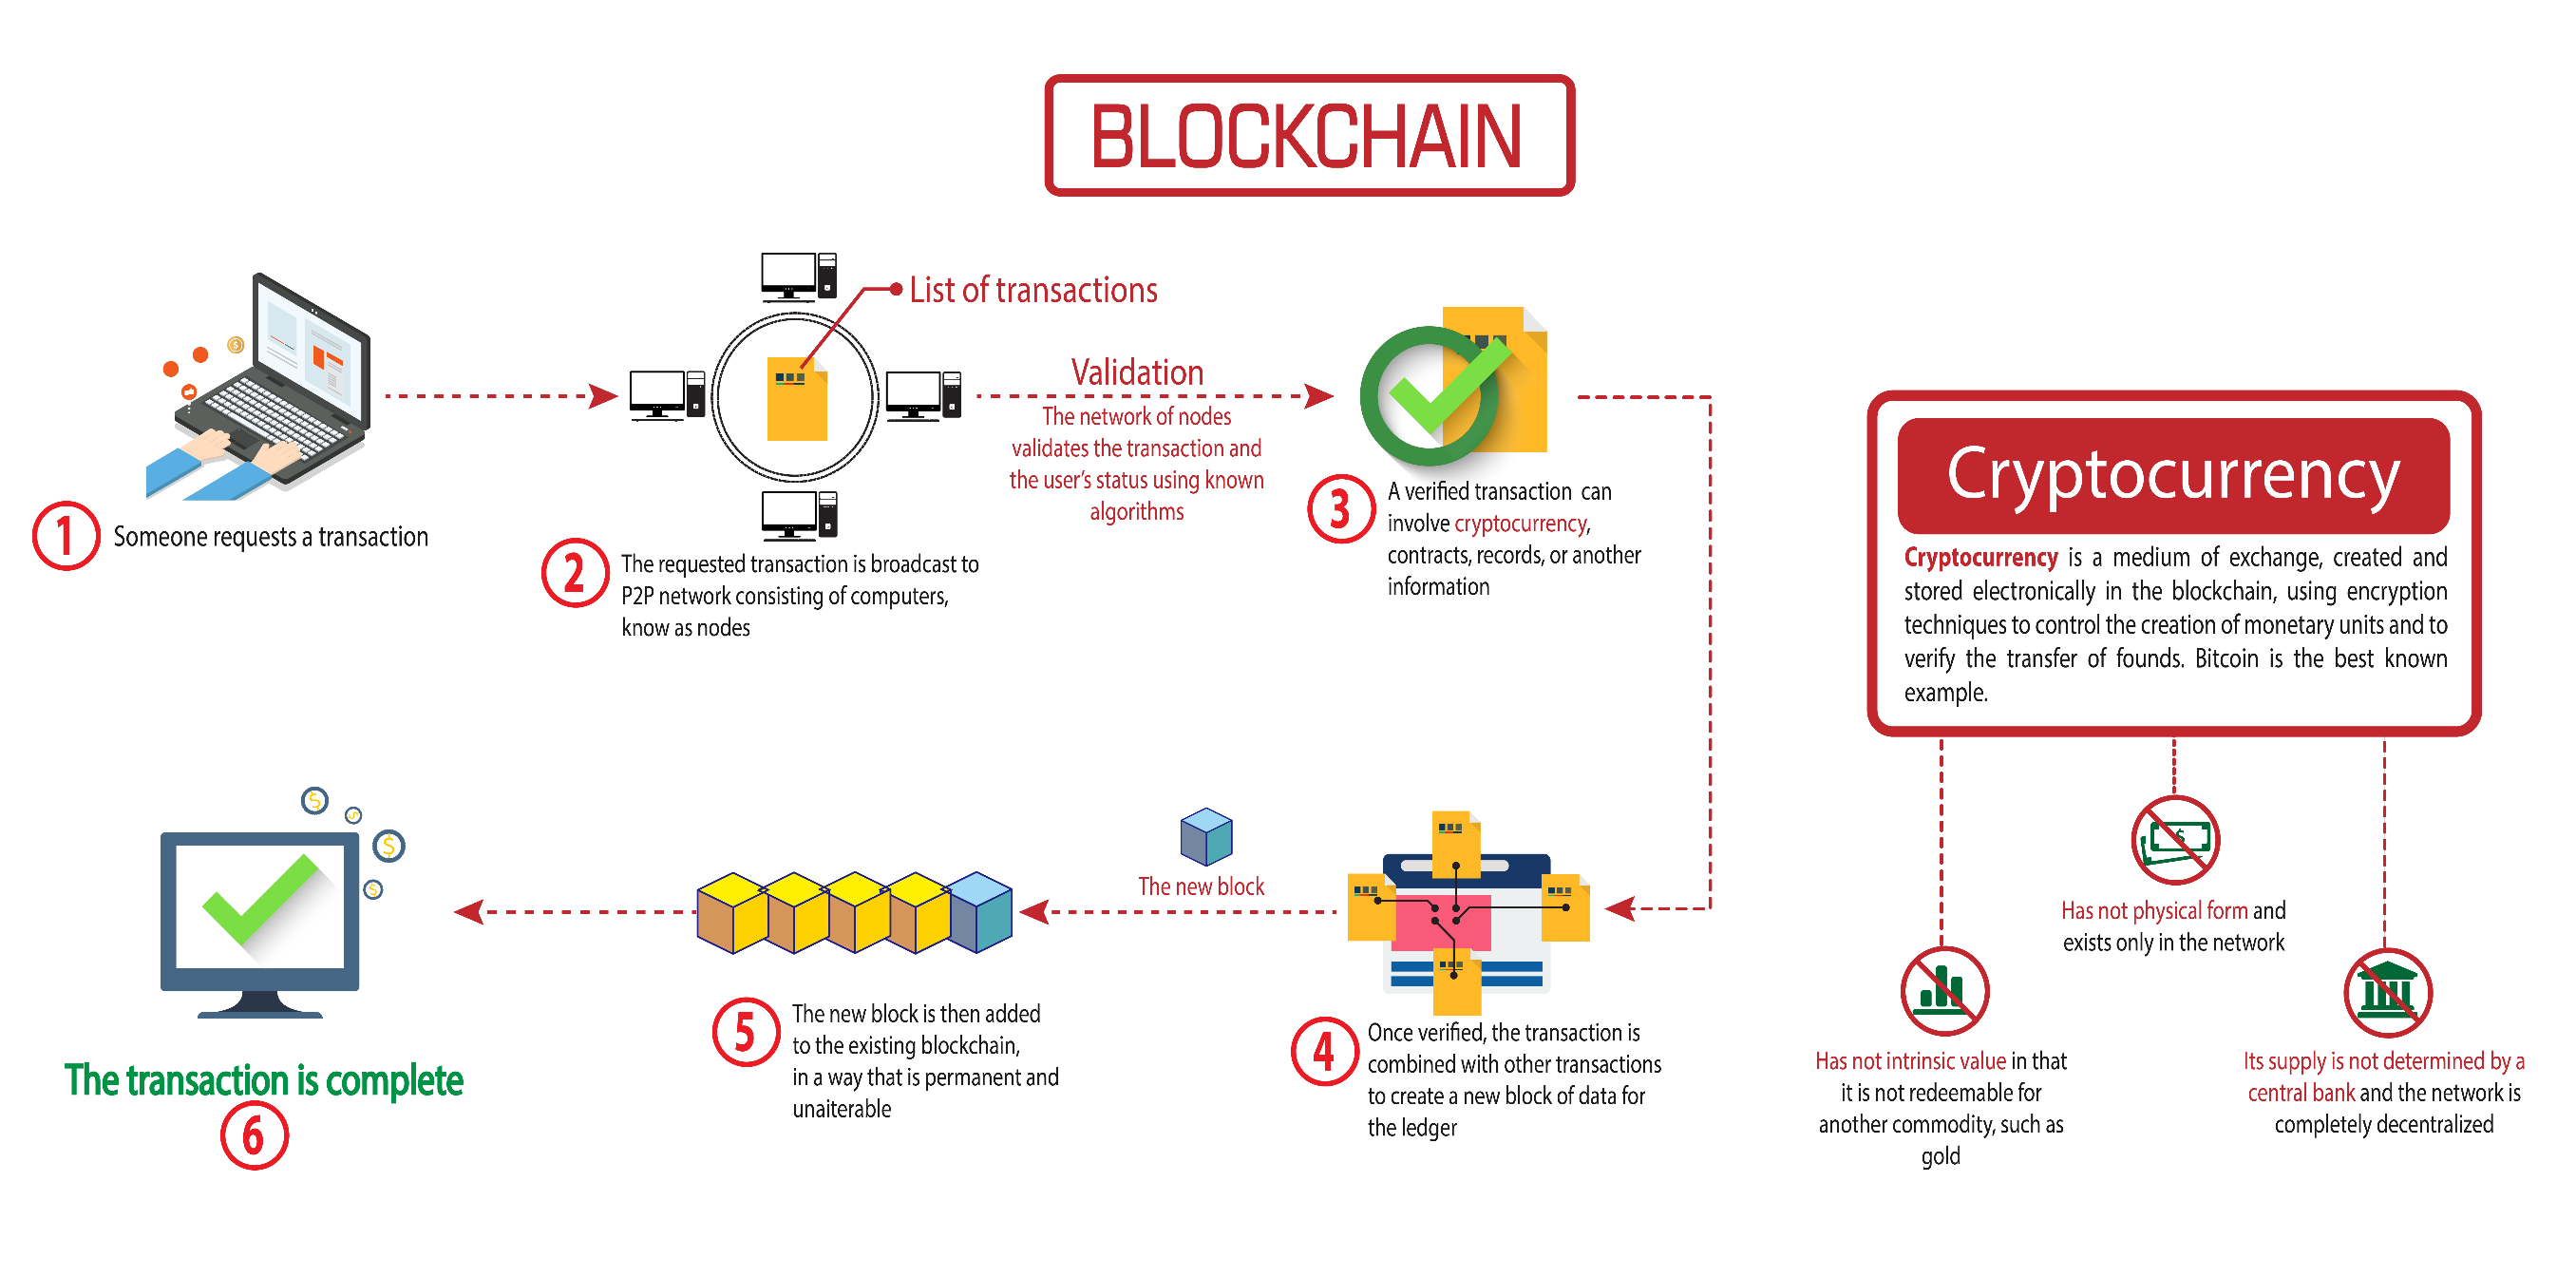 BLOCKCHAIN
List of transactions
Validation
The network of nodes
validates the transaction and
the user's status using known
algorithms
1
Someone requests a transaction
2
The requested transaction is broadcast to
P2P network consisting of computers,
know as nodes
3
A verified transaction can
involve cryptocurrency,
contracts, records, or another
information
4
Once verified, the transaction is
combined with other transactions
to create a new block of data for
the ledger
The new block
5
The new block is then added
to the existing blockchain,
in a way that is permanent and
unaiterable
The transaction is complete
6
Cryptocurrency
Cryptocurrency is a medium of exchange, created and
stored electronically in the blockchain, using encryption
techniques to control the creation of monetary units and to
verify the transfer of founds. Bitcoin is the best known
example.
Has not intrinsic value in that
it is not redeemable for
another commodity, such as
gold
Has not physical form and
exists only in the network
Its supply is not determined by a
central bank and the network is
completely decentralized